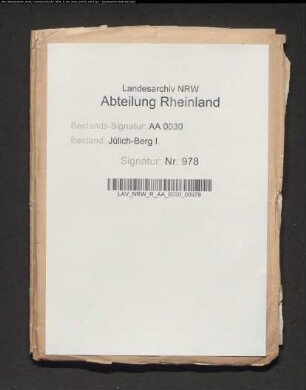 Landesarchiv NRW
Abteilung Rheinland
Bestands-Signatur: AA 0030
Bestand: Jülich-Berg I
Signatur: Nr. 978
LAV_NRW_R_AA_0030_00978